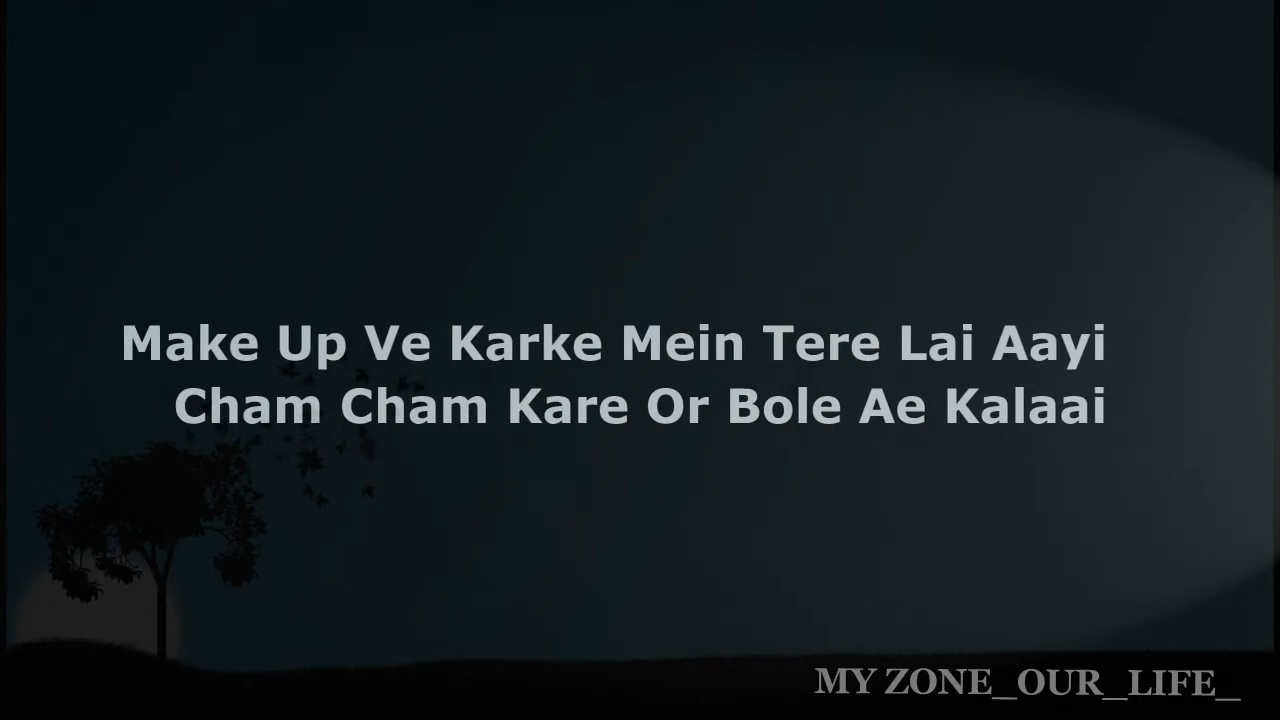 Make Up Ve Karke Mein Tere Lai Aayi
Cham Cham Kare Or Bole Ae Kalaai
MY ZONE_OUR_LIFE_